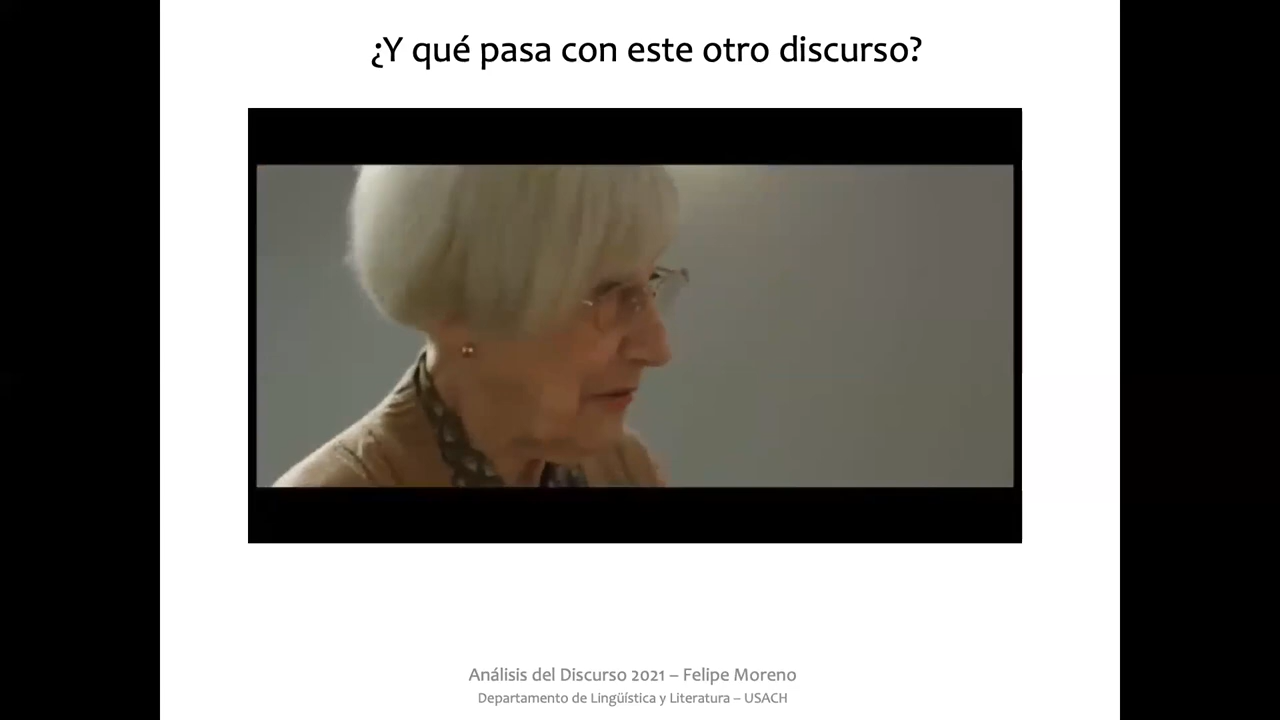 ¿Y qué pasa con este otro discurso?
Análisis del Discurso 2021 – Felipe Moreno
Departamento de Lingüística y Literatura – USACH